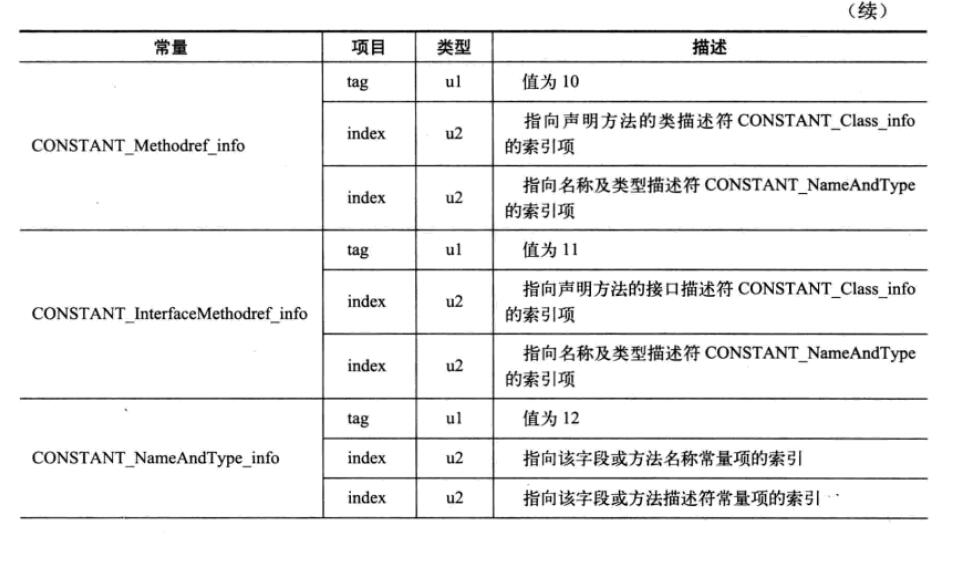 （续）
常量 项目 类型 描述
CONSTANT_Methodref_info
tag u1 值为 10
index u2 指向声明方法的类描述符 CONSTANT_Class_info
的索引项
index u2 指向名称及类型描述符 CONSTANT_NameAndType
的索引项
CONSTANT_InterfaceMethodref_info
tag u1 值为 11
index u2 指向声明方法的接口描述符 CONSTANT_Class_info
的索引项
index u2 指向名称及类型描述符 CONSTANT_NameAndType
的索引项
CONSTANT_NameAndType_info
tag u1 值为 12
index u2 指向该字段或方法名称常量项的索引
index u2 指向该字段或方法描述符常量项的索引